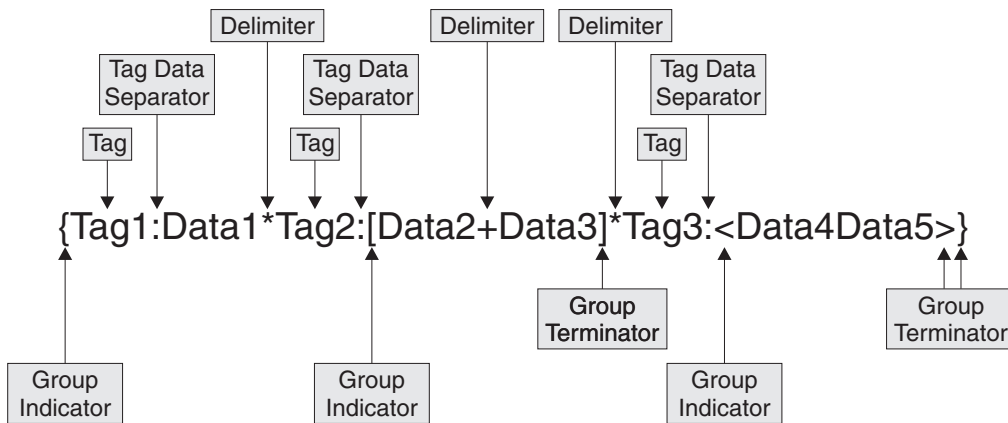 Delimiter
Delimiter
Delimiter
Tag Data
Separator
Tag Data
Separator
Tag Data
Separator
Tag
Tag
Tag
{Tag1:Data1*Tag2:[Data2+Data3]*Tag3:<Data4Data5>}
Group
Terminator
Group
Terminator
Group
Indicator
Group
Indicator
Group
Indicator